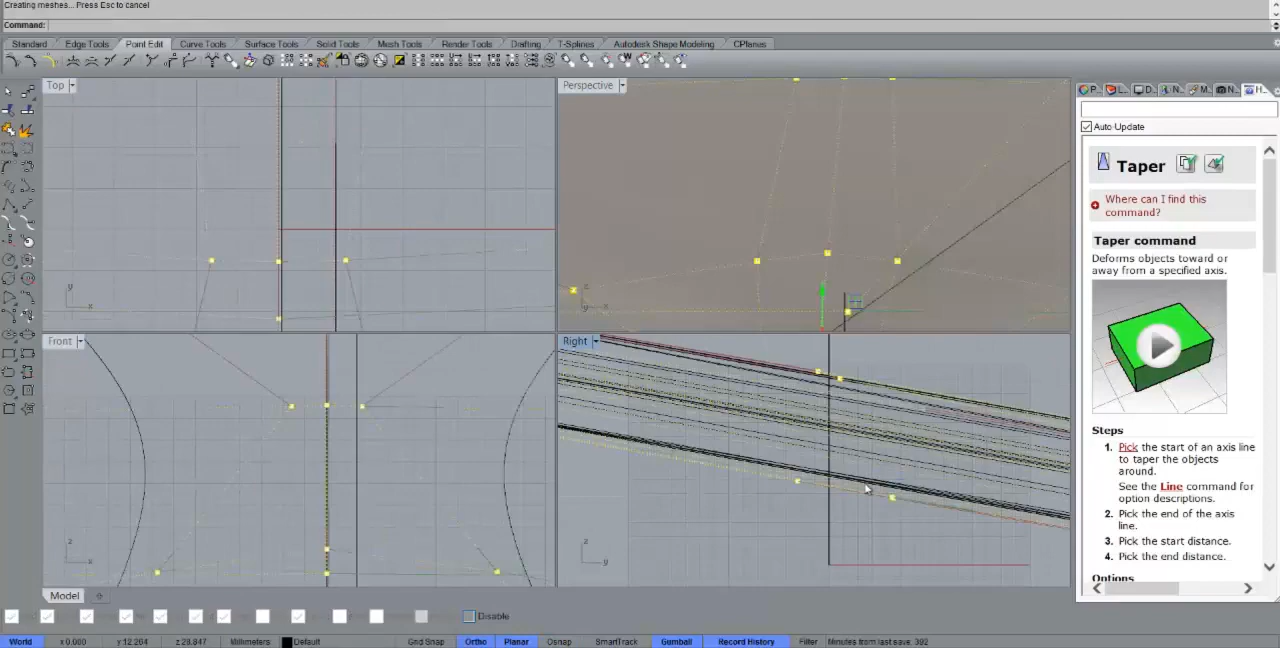 Creating meshes... Press Esc to cancel
Command:
Standard Edge Tools Point Edit Curve Tools Surface Tools Solid Tools Mesh Tools Render Tools Drafting T-Splines Autodesk Shape Modeling CPlanes
Top
Perspective
P... L... D... N... M... N... H...
Auto Update
Taper
Where can I find this
command?
Taper command
Deforms objects toward or
away from a specified axis.
y
x
z
y
x
Front
Right
Steps
1. Pick the start of an axis line
to taper the objects
around.
See the Line command for
option descriptions.
2. Pick the end of the axis
line.
3. Pick the start distance.
4. Pick the end distance.
Options
z
x
z
y
Model
Disable
World x 0.000 y 12.264 z 28.847 Millimeters Default Grid Snap Ortho Planar Osnap SmartTrack Gumball Record History Filter Minutes from last save: 392